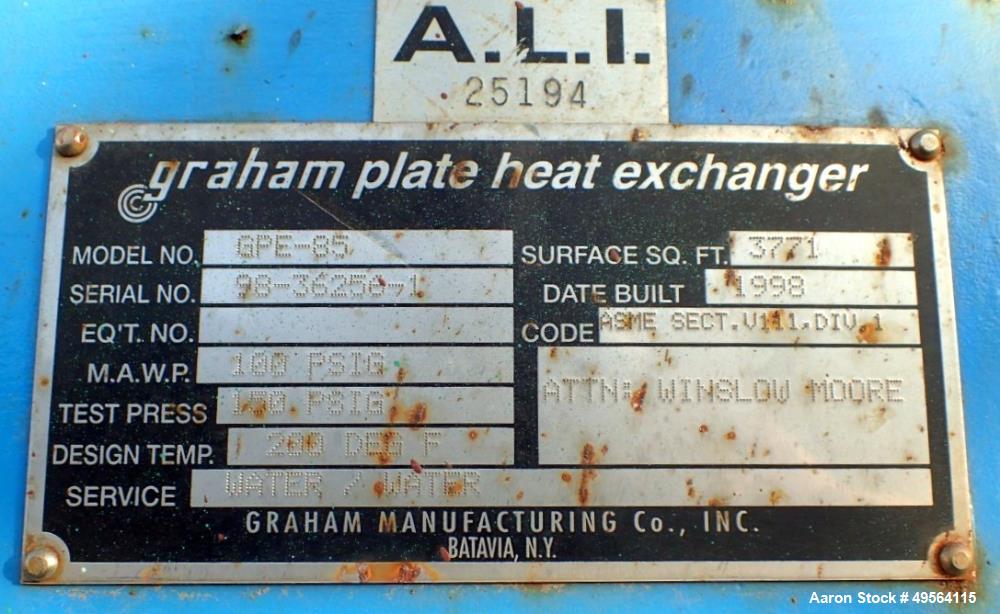 A.L.I.
25194
graham plate heat exchanger
MODEL NO. GPE-85 SURFACE SQ. FT. 3771
SERIAL NO. 98-36250-1 DATE BUILT 1998
EQ'T. NO. CODE ASME SECT.V111.DIV.1
M.A.W.P. 100 PSIG
ATTN: WINSLOW MOORE
TEST PRESS 150 PSIG
DESIGN TEMP. 200 DEG F
SERVICE WATER / WATER
GRAHAM MANUFACTURING Co., INC.
BATAVIA, N.Y.
Aaron Stock # 49564115